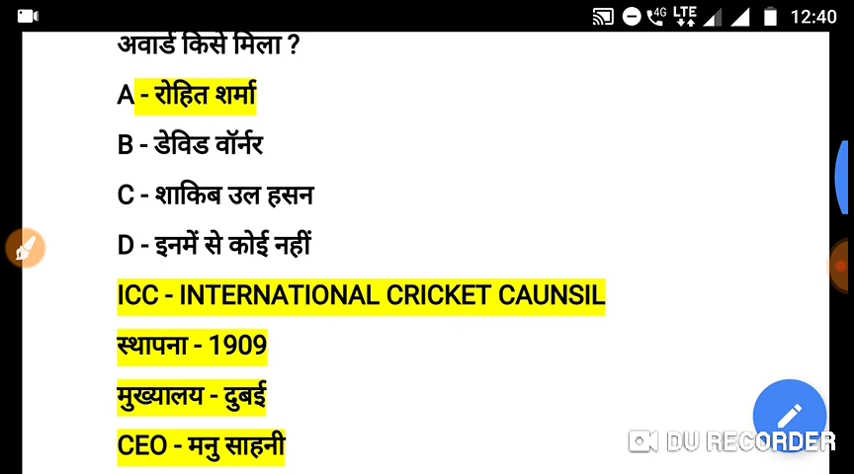 4G LTE 12:40
अवार्ड किसे मिला ?
A - रोहित शर्मा
B - डेविड वॉर्नर
C - शाकिब उल हसन
D - इनमें से कोई नहीं
ICC - INTERNATIONAL CRICKET CAUNSIL
स्थापना - 1909
मुख्यालय - दुबई
CEO - मनु साहनी
DU RECORDER